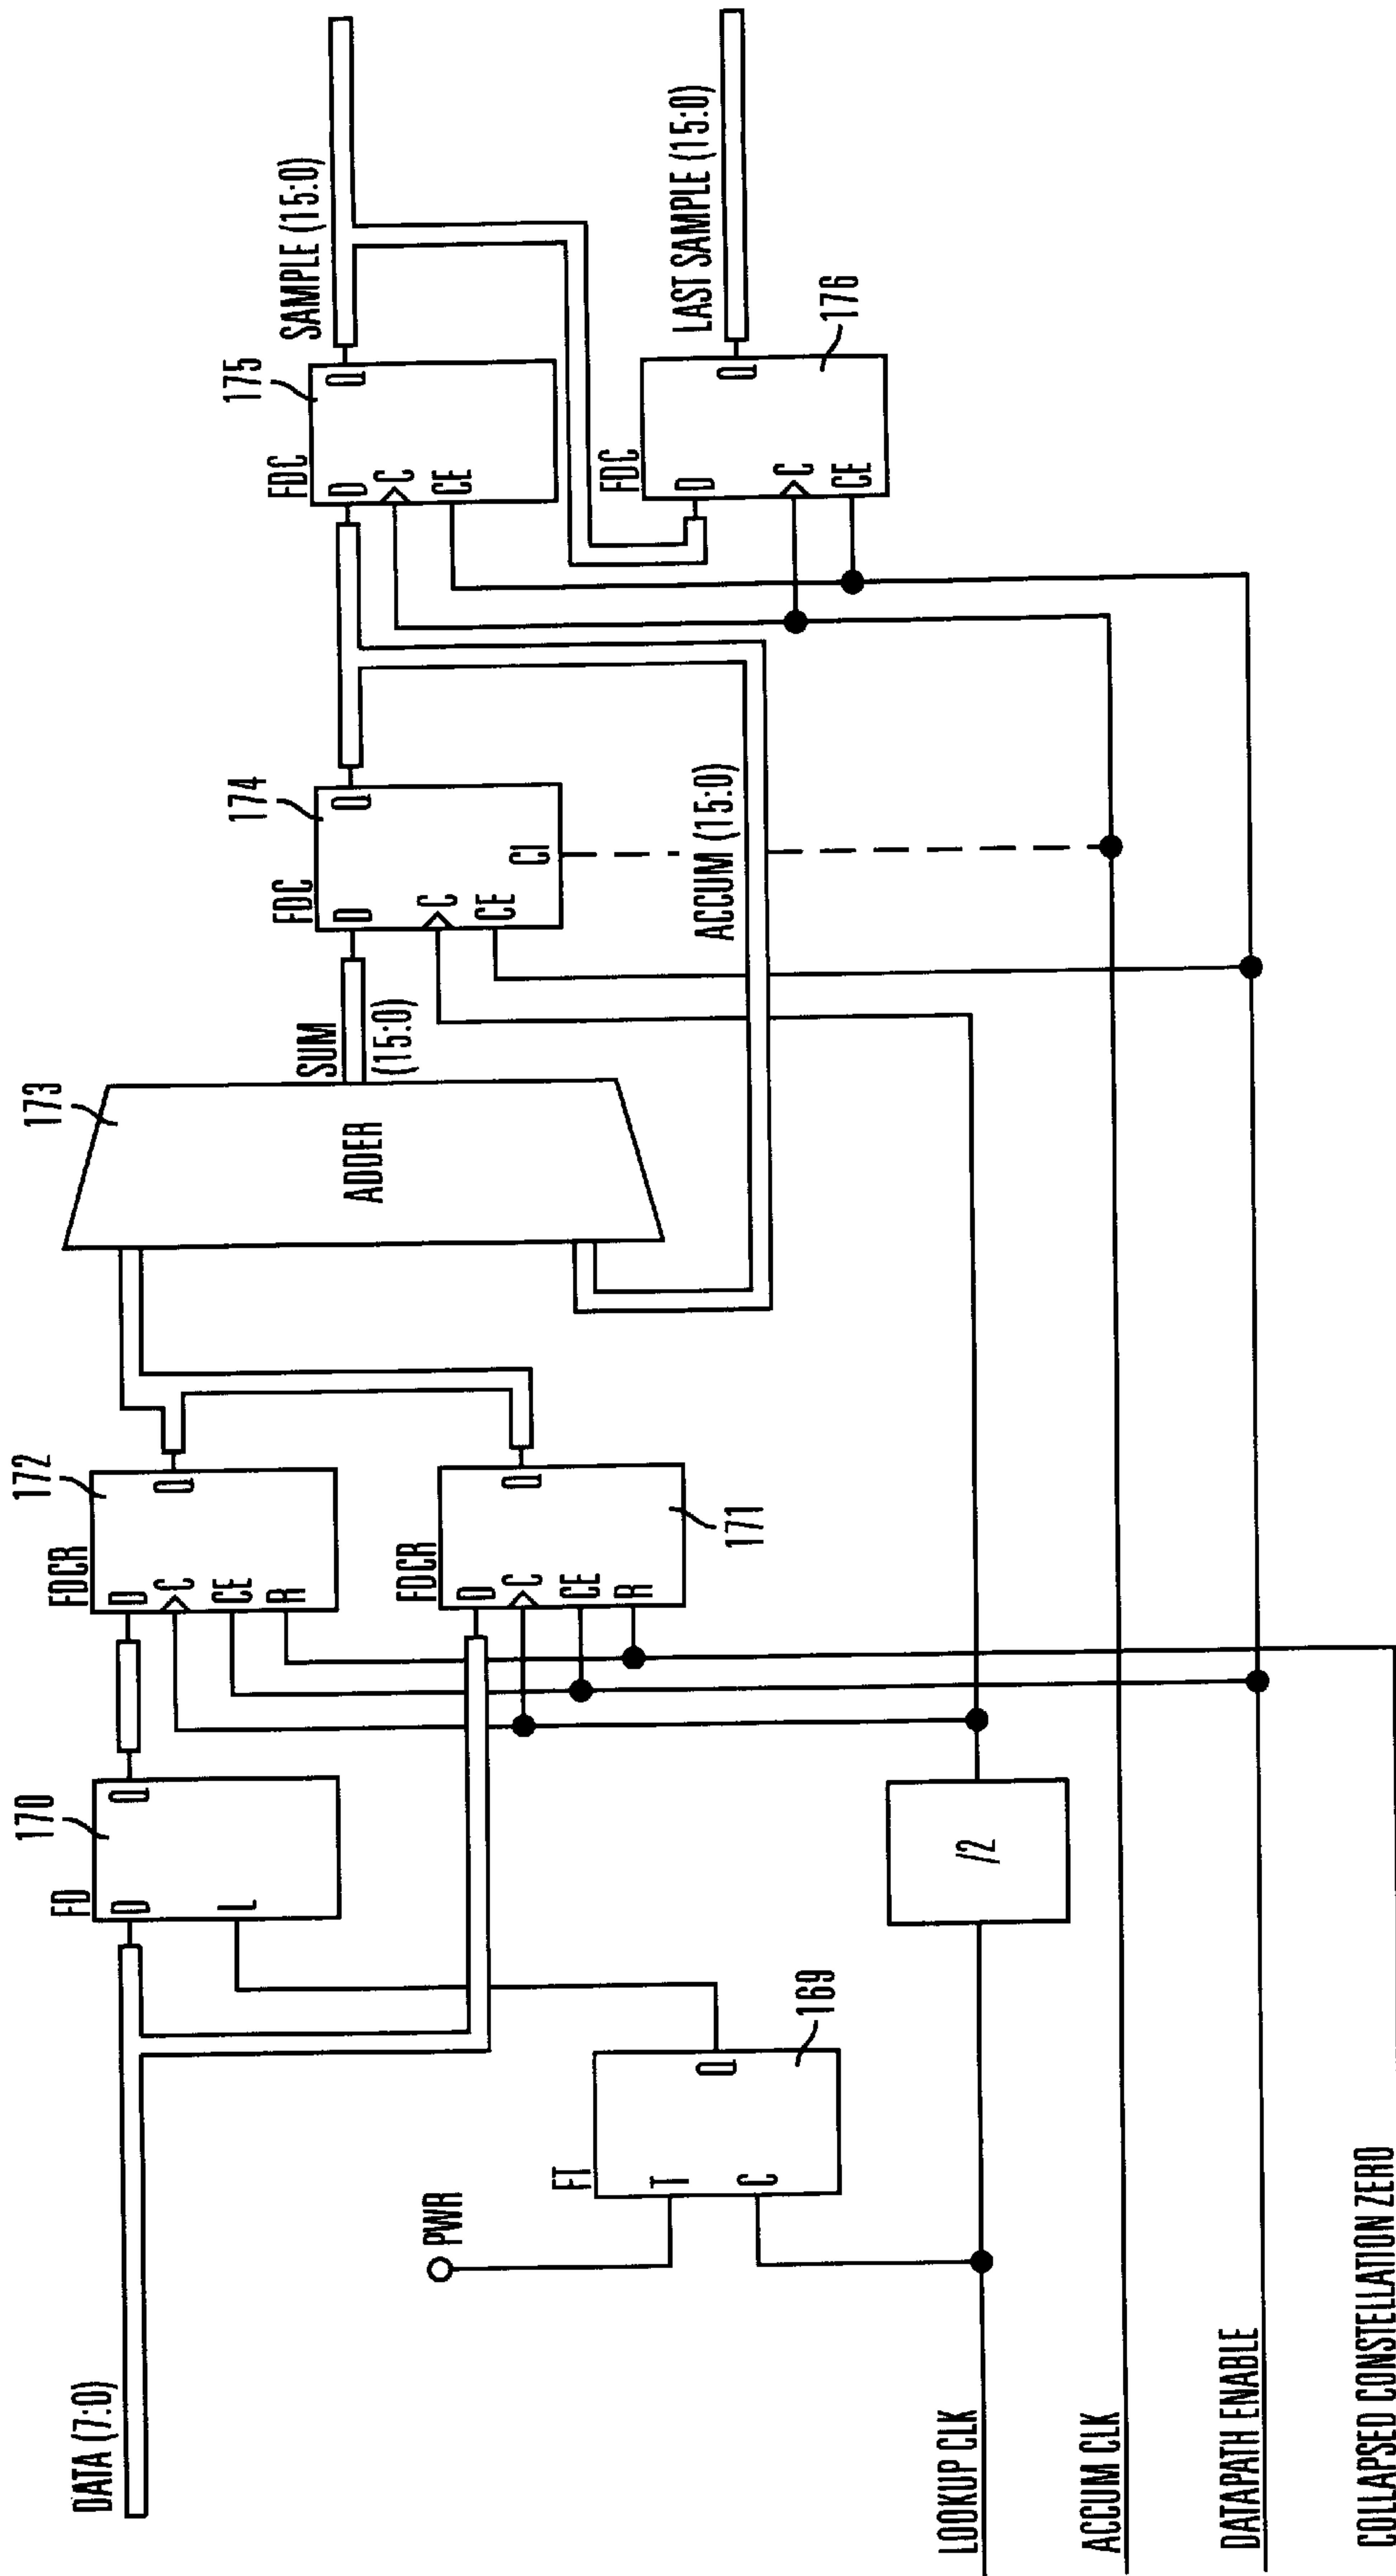 DATA (7:0)
170
FD
D
Q
L
172
FDCR
D
C
CE
R
Q
FDCR
D
C
CE
R
Q
171
PWR
FT
T
C
Q
169
/2
173
ADDER
SUM
(15:0)
174
FDC
D
C
CE
CI
Q
ACCUM (15:0)
175
FDC
D
C
CE
Q
SAMPLE (15:0)
FDC
D
C
CE
Q
176
LAST SAMPLE (15:0)
LOOKUP CLK
ACCUM CLK
DATAPATH ENABLE
COLLAPSED CONSTELLATION ZERO